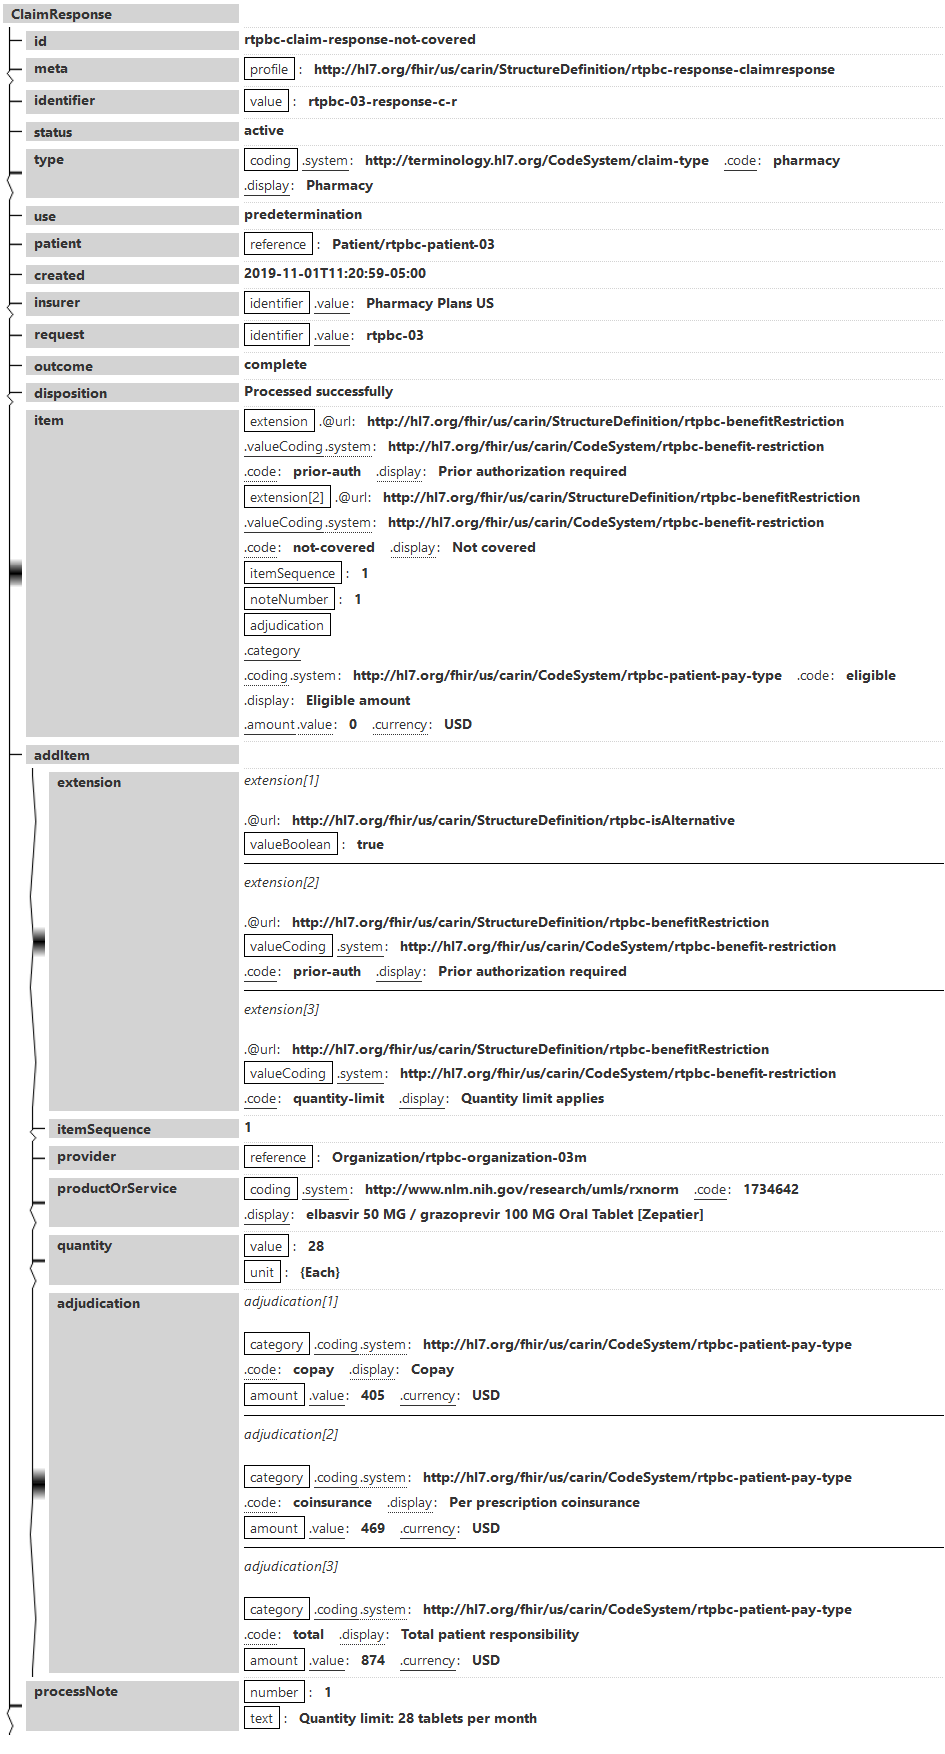 ClaimResponse
id rtpbc-claim-response-not-covered
meta profile : http://hl7.org/fhir/us/carin/StructureDefinition/rtpbc-response-claimresponse
identifier value : rtpbc-03-response-c-r
status active
type coding .system: http://terminology.hl7.org/CodeSystem/claim-type .code: pharmacy
.display: Pharmacy
use predetermination
patient reference : Patient/rtpbc-patient-03
created 2019-11-01T11:20:59-05:00
insurer identifier .value: Pharmacy Plans US
request identifier .value: rtpbc-03
outcome complete
disposition Processed successfully
item extension .@url: http://hl7.org/fhir/us/carin/StructureDefinition/rtpbc-benefitRestriction
.valueCoding.system: http://hl7.org/fhir/us/carin/CodeSystem/rtpbc-benefit-restriction
.code: prior-auth .display: Prior authorization required
extension[2] .@url: http://hl7.org/fhir/us/carin/StructureDefinition/rtpbc-benefitRestriction
.valueCoding.system: http://hl7.org/fhir/us/carin/CodeSystem/rtpbc-benefit-restriction
.code: not-covered .display: Not covered
itemSequence : 1
noteNumber : 1
adjudication
.category
.coding.system: http://hl7.org/fhir/us/carin/CodeSystem/rtpbc-patient-pay-type .code: eligible
.display: Eligible amount
.amount.value: 0 .currency: USD
addItem
extension extension[1]
.@url: http://hl7.org/fhir/us/carin/StructureDefinition/rtpbc-isAlternative
valueBoolean : true
extension[2]
.@url: http://hl7.org/fhir/us/carin/StructureDefinition/rtpbc-benefitRestriction
valueCoding .system: http://hl7.org/fhir/us/carin/CodeSystem/rtpbc-benefit-restriction
.code: prior-auth .display: Prior authorization required
extension[3]
.@url: http://hl7.org/fhir/us/carin/StructureDefinition/rtpbc-benefitRestriction
valueCoding .system: http://hl7.org/fhir/us/carin/CodeSystem/rtpbc-benefit-restriction
.code: quantity-limit .display: Quantity limit applies
itemSequence 1
provider reference : Organization/rtpbc-organization-03m
productOrService coding .system: http://www.nlm.nih.gov/research/umls/rxnorm .code: 1734642
.display: elbasvir 50 MG / grazoprevir 100 MG Oral Tablet [Zepatier]
quantity value : 28
unit : {Each}
adjudication adjudication[1]
category .coding.system: http://hl7.org/fhir/us/carin/CodeSystem/rtpbc-patient-pay-type
.code: copay .display: Copay
amount .value: 405 .currency: USD
adjudication[2]
category .coding.system: http://hl7.org/fhir/us/carin/CodeSystem/rtpbc-patient-pay-type
.code: coinsurance .display: Per prescription coinsurance
amount .value: 469 .currency: USD
adjudication[3]
category .coding.system: http://hl7.org/fhir/us/carin/CodeSystem/rtpbc-patient-pay-type
.code: total .display: Total patient responsibility
amount .value: 874 .currency: USD
processNote number : 1
text : Quantity limit: 28 tablets per month